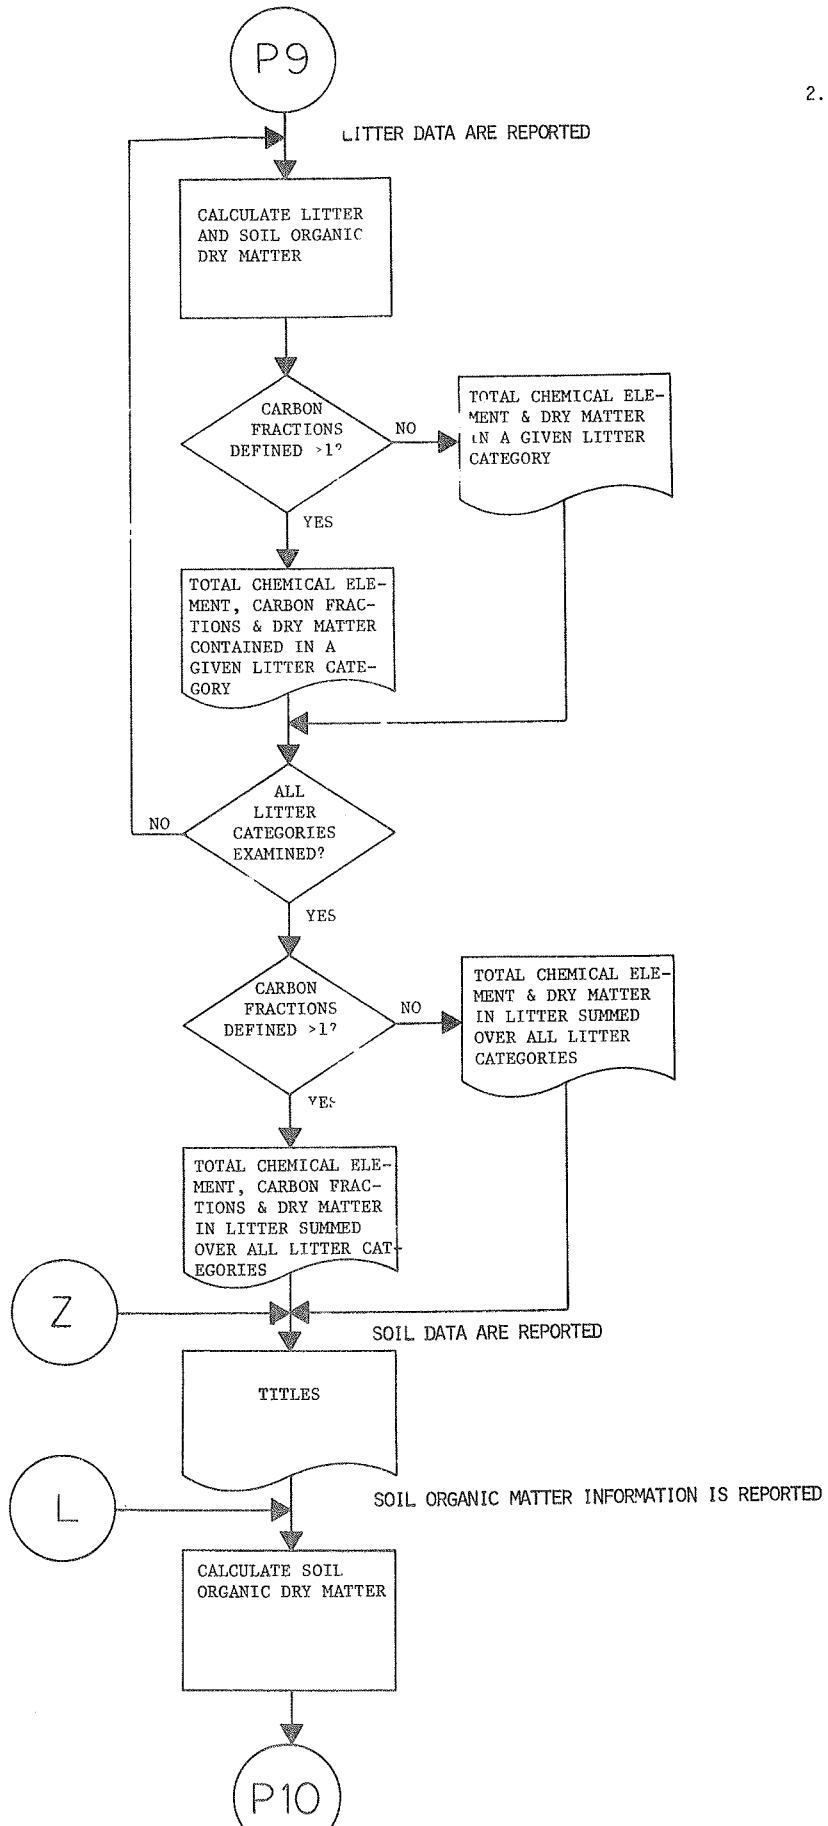 P9
2.
LITTER DATA ARE REPORTED
CALCULATE LITTER
AND SOIL ORGANIC
DRY MATTER
CARBON
FRACTIONS
DEFINED >1?
NO
TOTAL CHEMICAL ELE-
MENT & DRY MATTER
IN A GIVEN LITTER
CATEGORY
YES
TOTAL CHEMICAL ELE-
MENT, CARBON FRAC-
TIONS & DRY MATTER
CONTAINED IN A
GIVEN LITTER CATE-
GORY
ALL
LITTER
CATEGORIES
EXAMINED?
NO
YES
CARBON
FRACTIONS
DEFINED >1?
NO
TOTAL CHEMICAL ELE-
MENT & DRY MATTER
IN LITTER SUMMED
OVER ALL LITTER
CATEGORIES
YES
TOTAL CHEMICAL ELE-
MENT, CARBON FRAC-
TIONS & DRY MATTER
IN LITTER SUMMED
OVER ALL LITTER CAT-
EGORIES
Z
SOIL DATA ARE REPORTED
TITLES
L
SOIL ORGANIC MATTER INFORMATION IS REPORTED
CALCULATE SOIL
ORGANIC DRY MATTER
P10